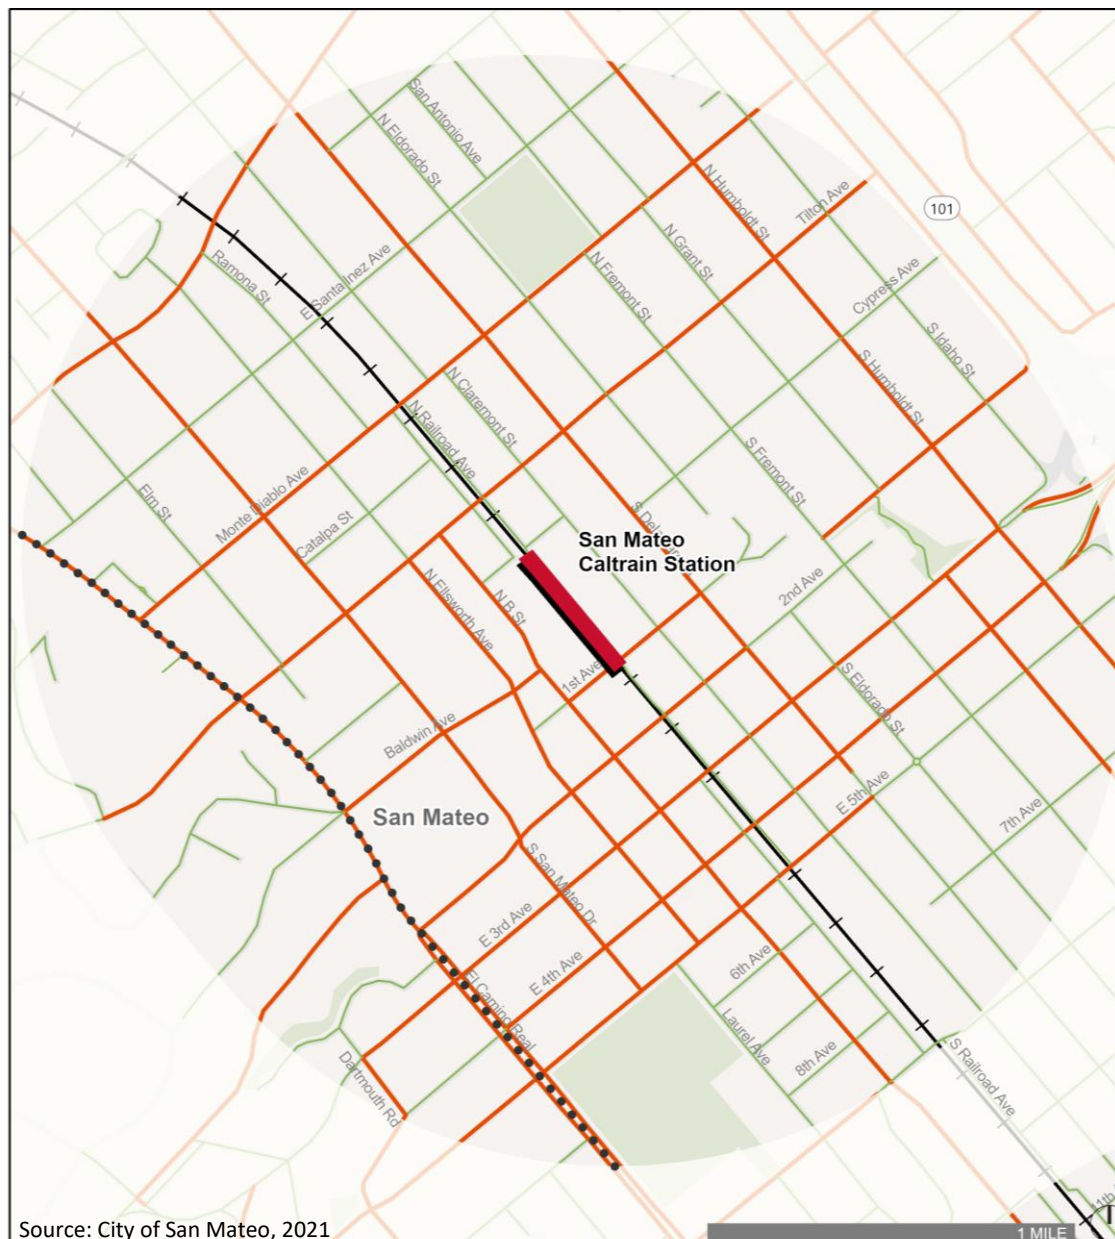 San Antonio Ave
N Eldorado St
N Humboldt St
Tilton Ave
101
N Grant St
Ramona St
E Santa Inez Ave
N Fremont St
Cypress Ave
S Idaho St
S Humboldt St
N Claremont St
N Railroad Ave
S Fremont St
Monte Diablo Ave
Elm St
Catalpa St
San Mateo
Caltrain Station
N B St
N Ellsworth Ave
2nd Ave
1st Ave
S Eldorado St
Baldwin Ave
E 5th Ave
San Mateo
7th Ave
S San Mateo Dr
E 3rd Ave
E 4th Ave
6th Ave
El Camino Real
Laurel Ave
8th Ave
Dartmouth Rd
S Railroad Ave
Source: City of San Mateo, 2021
1 MILE